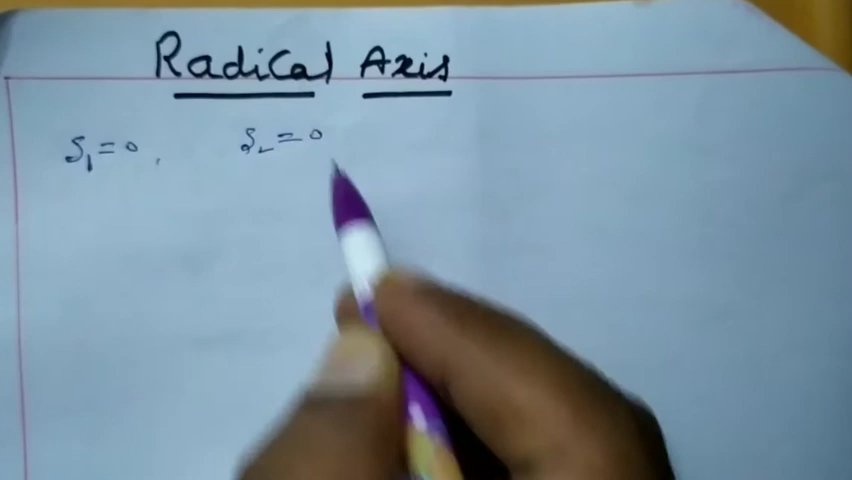 Radical Axis
S₁ = 0, S₂ = 0